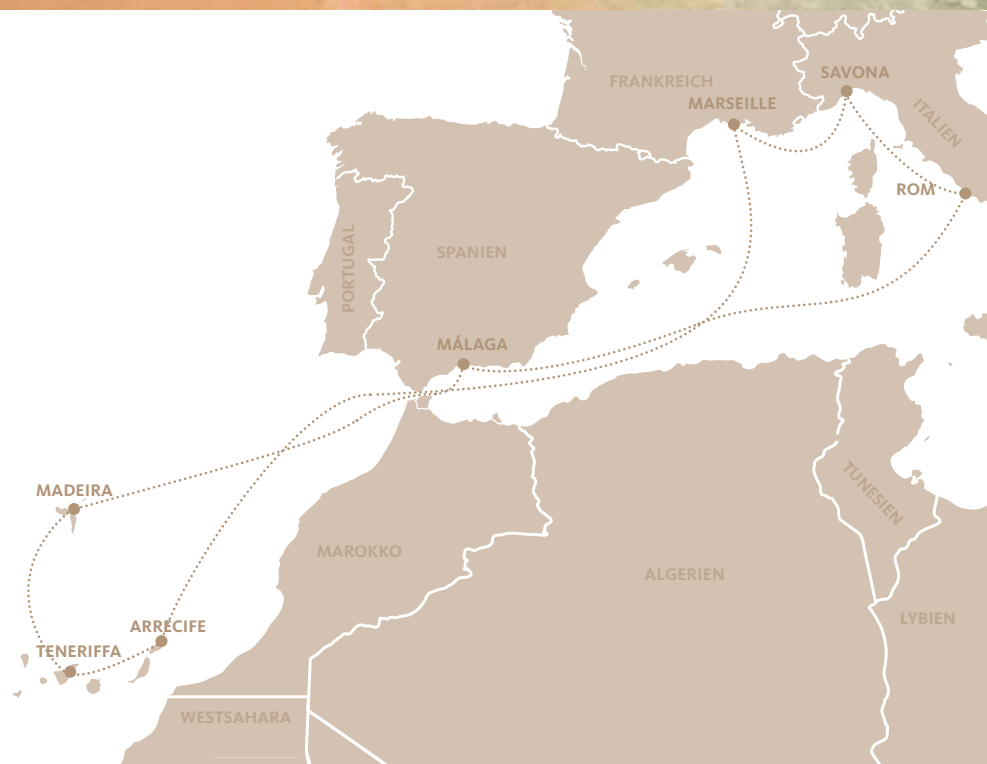 SAVONA
FRANKREICH
MARSEILLE
ITALIEN
ROM
PORTUGAL
SPANIEN
MÁLAGA
MADEIRA
TUNESIEN
MAROKKO
ALGERIEN
LYBIEN
ARRECIFE
TENERIFFA
WESTSAHARA